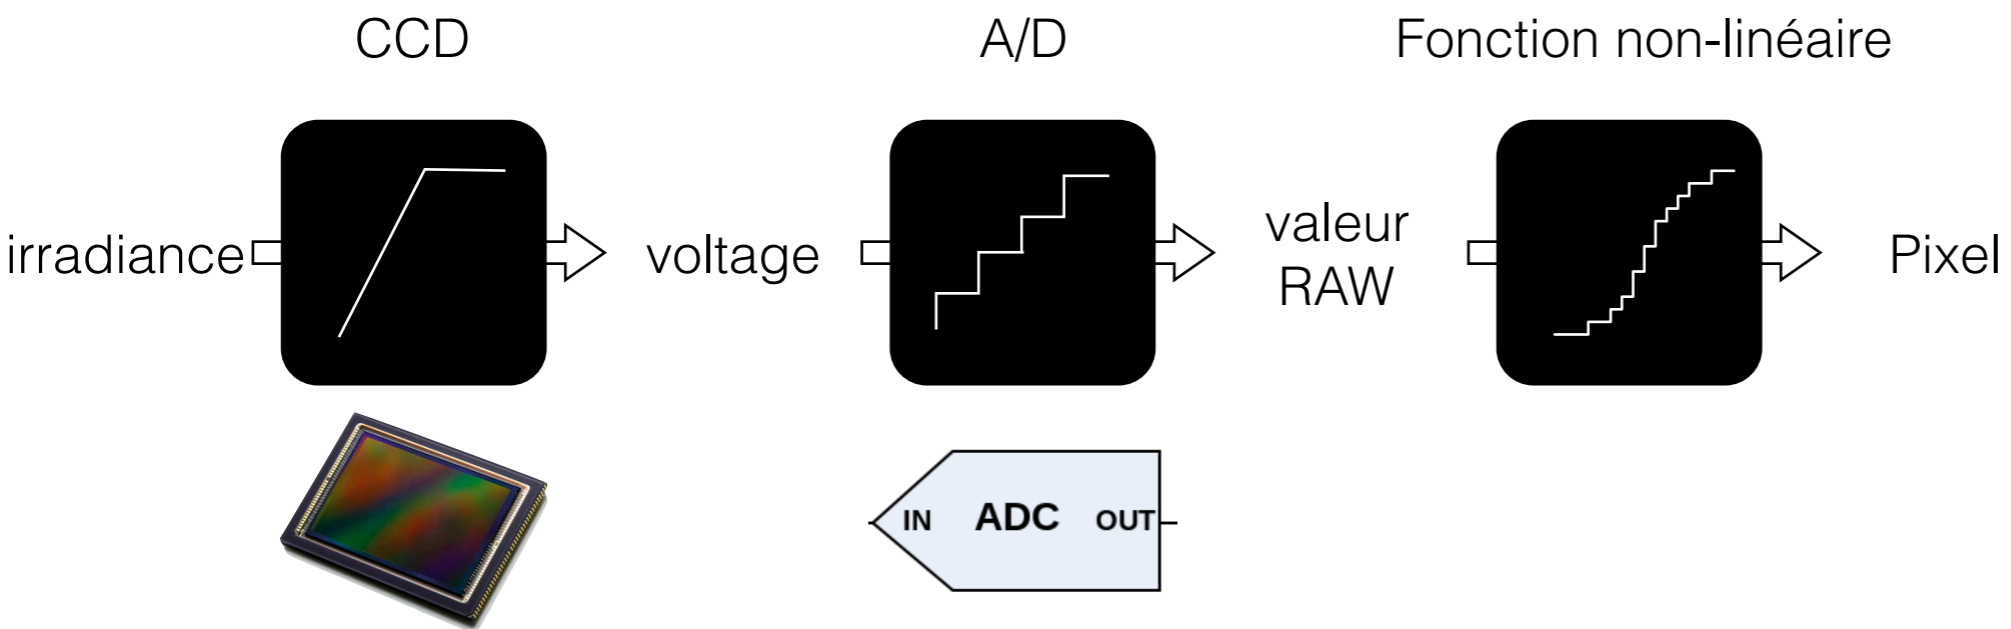 CCD
A/D
Fonction non-linéaire
irradiance
voltage
valeur
RAW
Pixel
IN ADC OUT